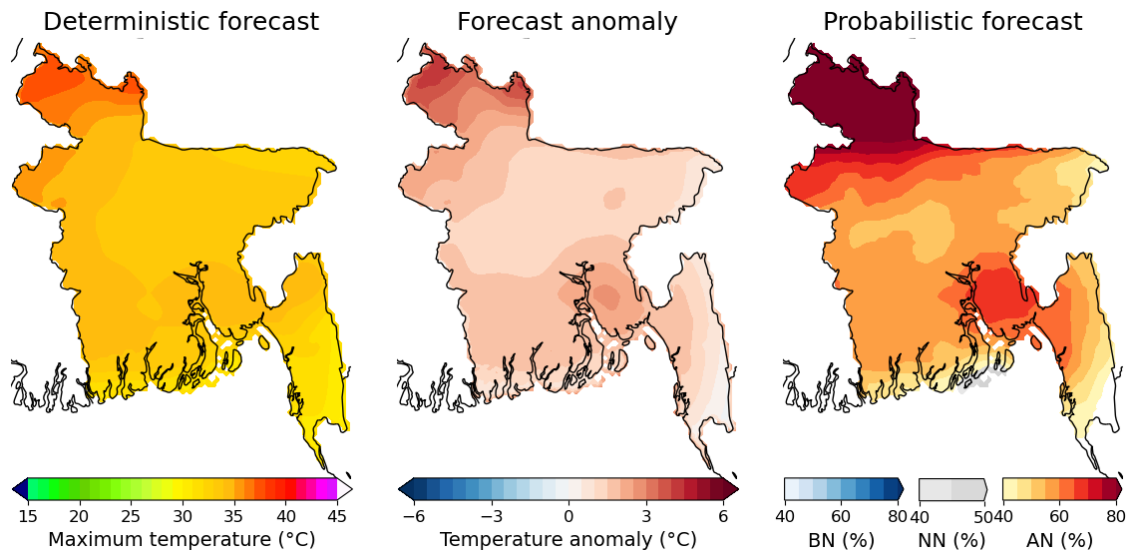 Deterministic forecast
Forecast anomaly
Probabilistic forecast
15 20 25 30 35 40 45
Maximum temperature (°C)
−6 −3 0 3 6
Temperature anomaly (°C)
40 60 80
BN (%)
40 50
NN (%)
40 60 80
AN (%)